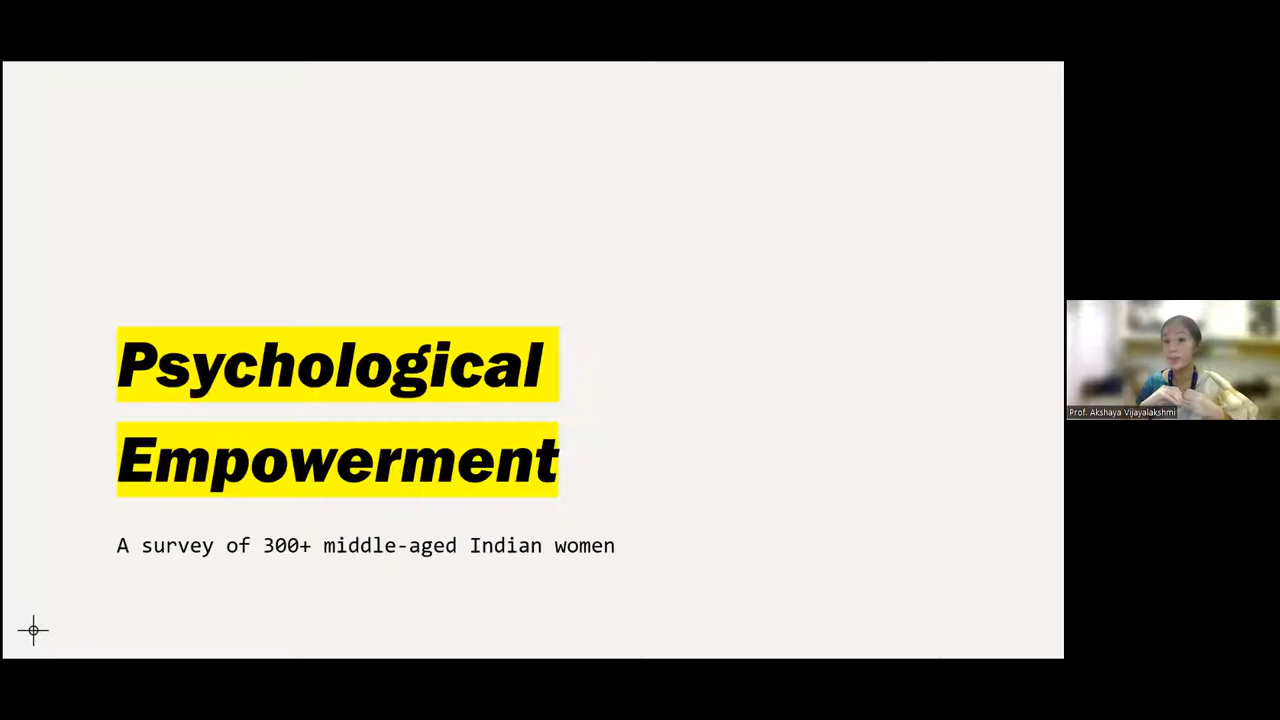 Psychological
Empowerment
A survey of 300+ middle-aged Indian women
Prof. Akshaya Vijayalakshmi